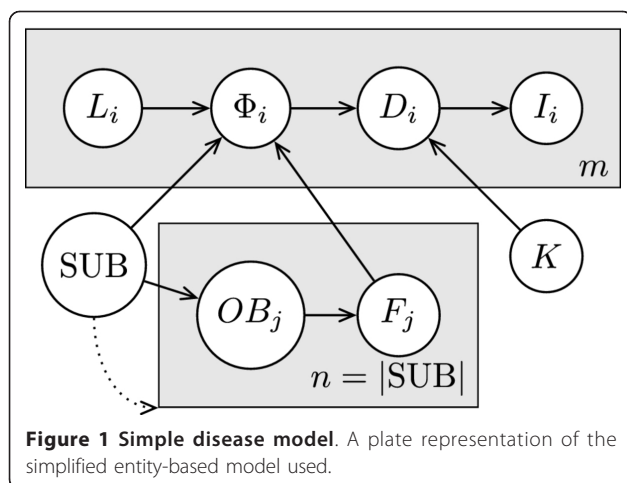 L_i Φ_i D_i I_i
m
SUB K
OB_j F_j
n = |SUB|
Figure 1 Simple disease model. A plate representation of the
simplified entity-based model used.